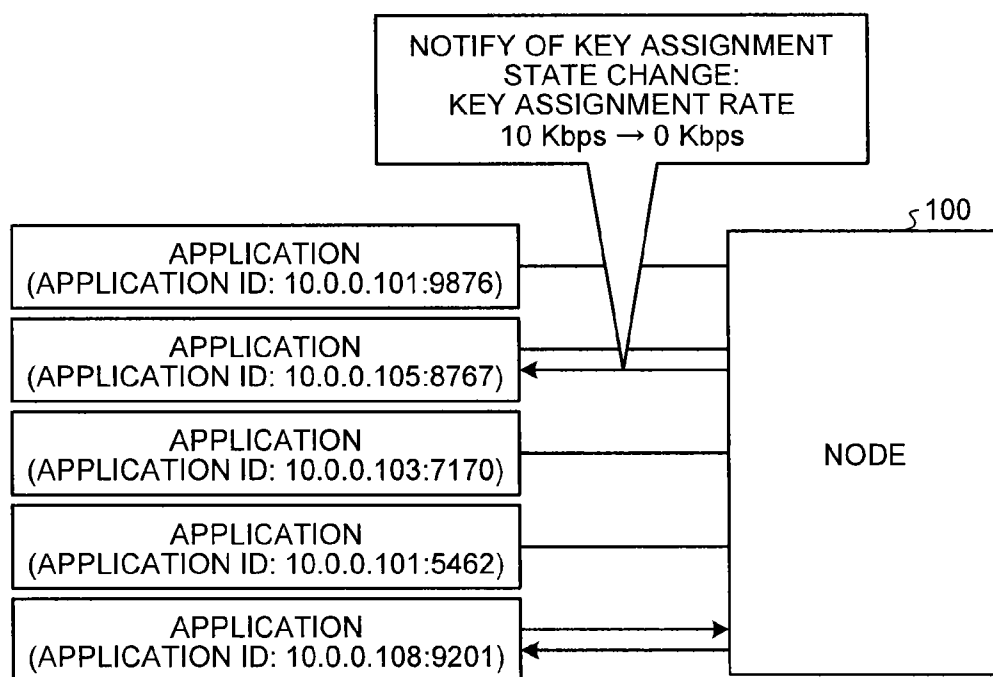 NOTIFY OF KEY ASSIGNMENT
STATE CHANGE:
KEY ASSIGNMENT RATE
10 Kbps → 0 Kbps
100
APPLICATION
(APPLICATION ID: 10.0.0.101:9876)
APPLICATION
(APPLICATION ID: 10.0.0.105:8767)
APPLICATION
(APPLICATION ID: 10.0.0.103:7170)
NODE
APPLICATION
(APPLICATION ID: 10.0.0.101:5462)
APPLICATION
(APPLICATION ID: 10.0.0.108:9201)